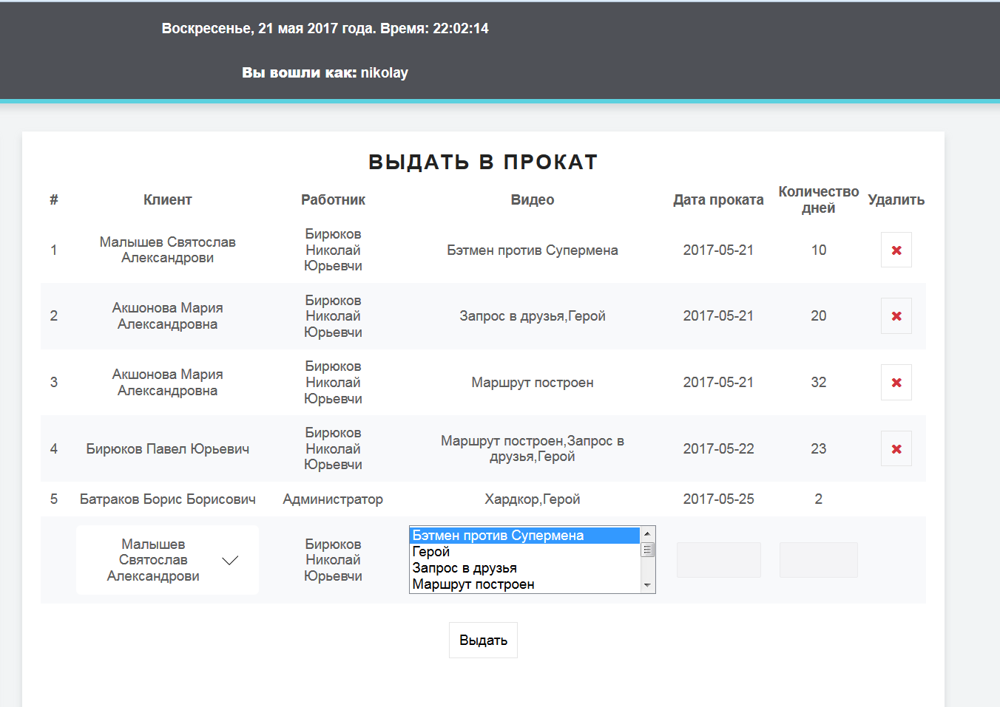 Воскресенье, 21 мая 2017 года. Время: 22:02:14
Вы вошли как: nikolay
ВЫДАТЬ В ПРОКАТ
# Клиент Работник Видео Дата проката Количество дней Удалить
1 Малышев Святослав Александрови Бирюков Николай Юрьевчи Бэтмен против Супермена 2017-05-21 10
2 Акшонова Мария Александровна Бирюков Николай Юрьевчи Запрос в друзья,Герой 2017-05-21 20
3 Акшонова Мария Александровна Бирюков Николай Юрьевчи Маршрут построен 2017-05-21 32
4 Бирюков Павел Юрьевич Бирюков Николай Юрьевчи Маршрут построен,Запрос в друзья,Герой 2017-05-22 23
5 Батраков Борис Борисович Администратор Хардкор,Герой 2017-05-25 2
Малышев Святослав Александрови Бирюков Николай Юрьевчи
Бэтмен против Супермена
Герой
Запрос в друзья
Маршрут построен
Выдать